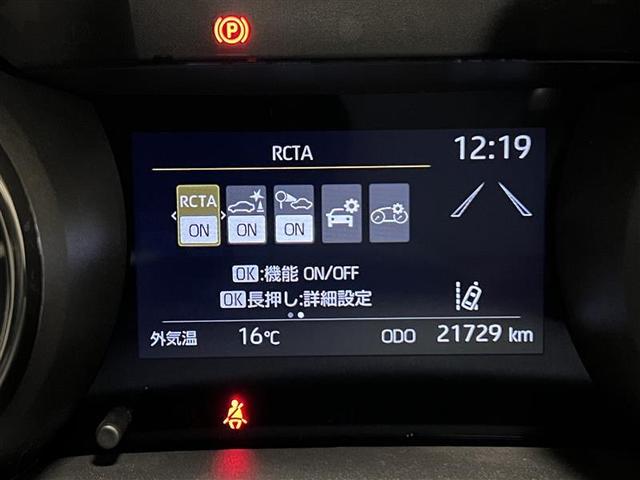 P
RCTA
12:19
RCTA
ON
ON
ON
OK:機能 ON/OFF
OK長押し:詳細設定
外気温 16℃ ODO 21729 km